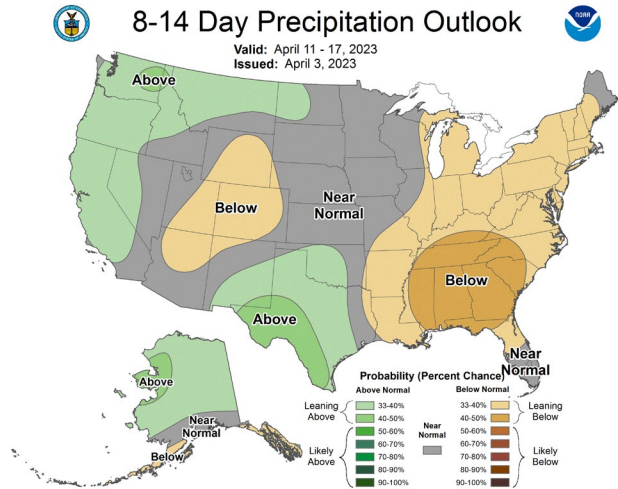 8-14 Day Precipitation Outlook
Valid: April 11 - 17, 2023
Issued: April 3, 2023
NOAA
Above
Below
Near
Normal
Below
Above
Near
Normal
Above
Near
Normal
Below
Probability (Percent Chance)
Above Normal
Below Normal
Leaning
Above
33-40%
40-50%
Likely
Above
50-60%
60-70%
70-80%
80-90%
90-100%
Near
Normal
33-40%
40-50%
Leaning
Below
50-60%
60-70%
70-80%
80-90%
90-100%
Likely
Below